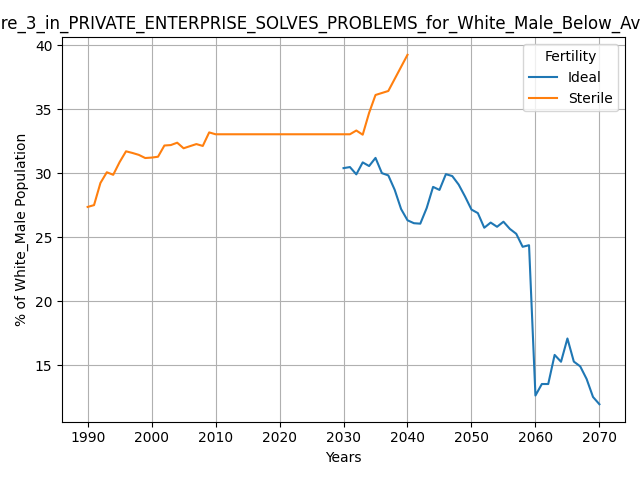 re_3_in_PRIVATE_ENTERPRISE_SOLVES_PROBLEMS_for_White_Male_Below_Av
Fertility
Ideal
Sterile
% of White_Male Population
40
35
30
25
20
15
1990 2000 2010 2020 2030 2040 2050 2060 2070
Years